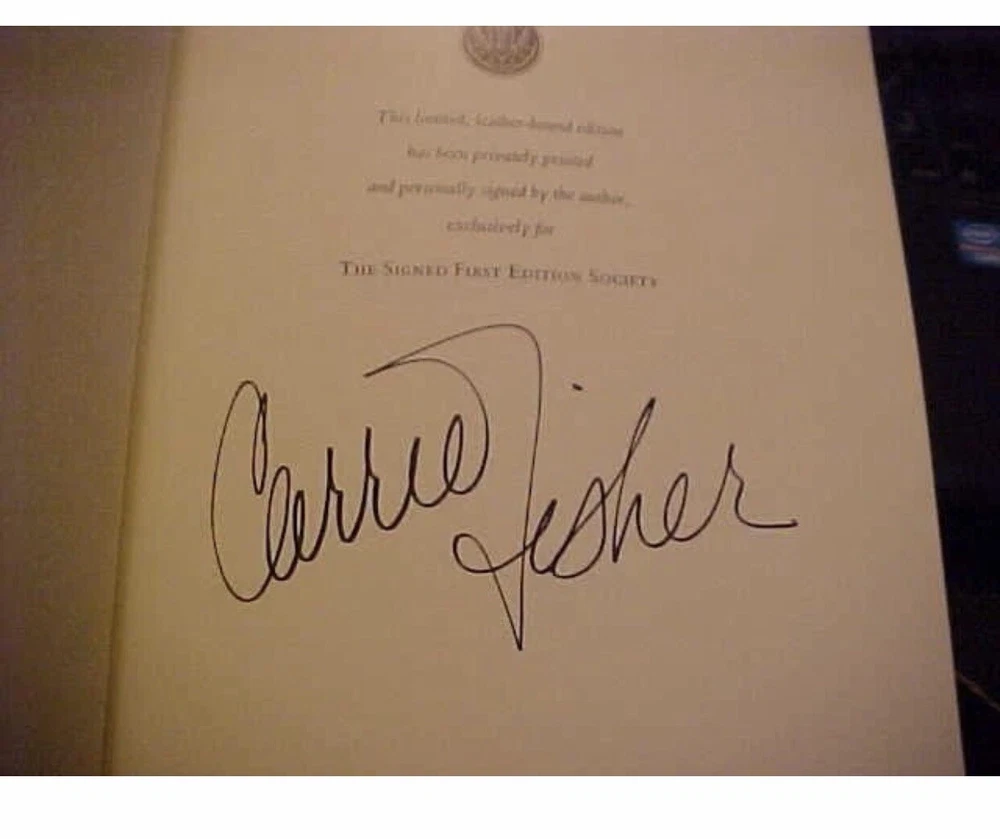 This limited, leather-bound edition
has been privately printed
and personally signed by the author,
exclusively for
THE SIGNED FIRST EDITION SOCIETY
Carrie Fisher